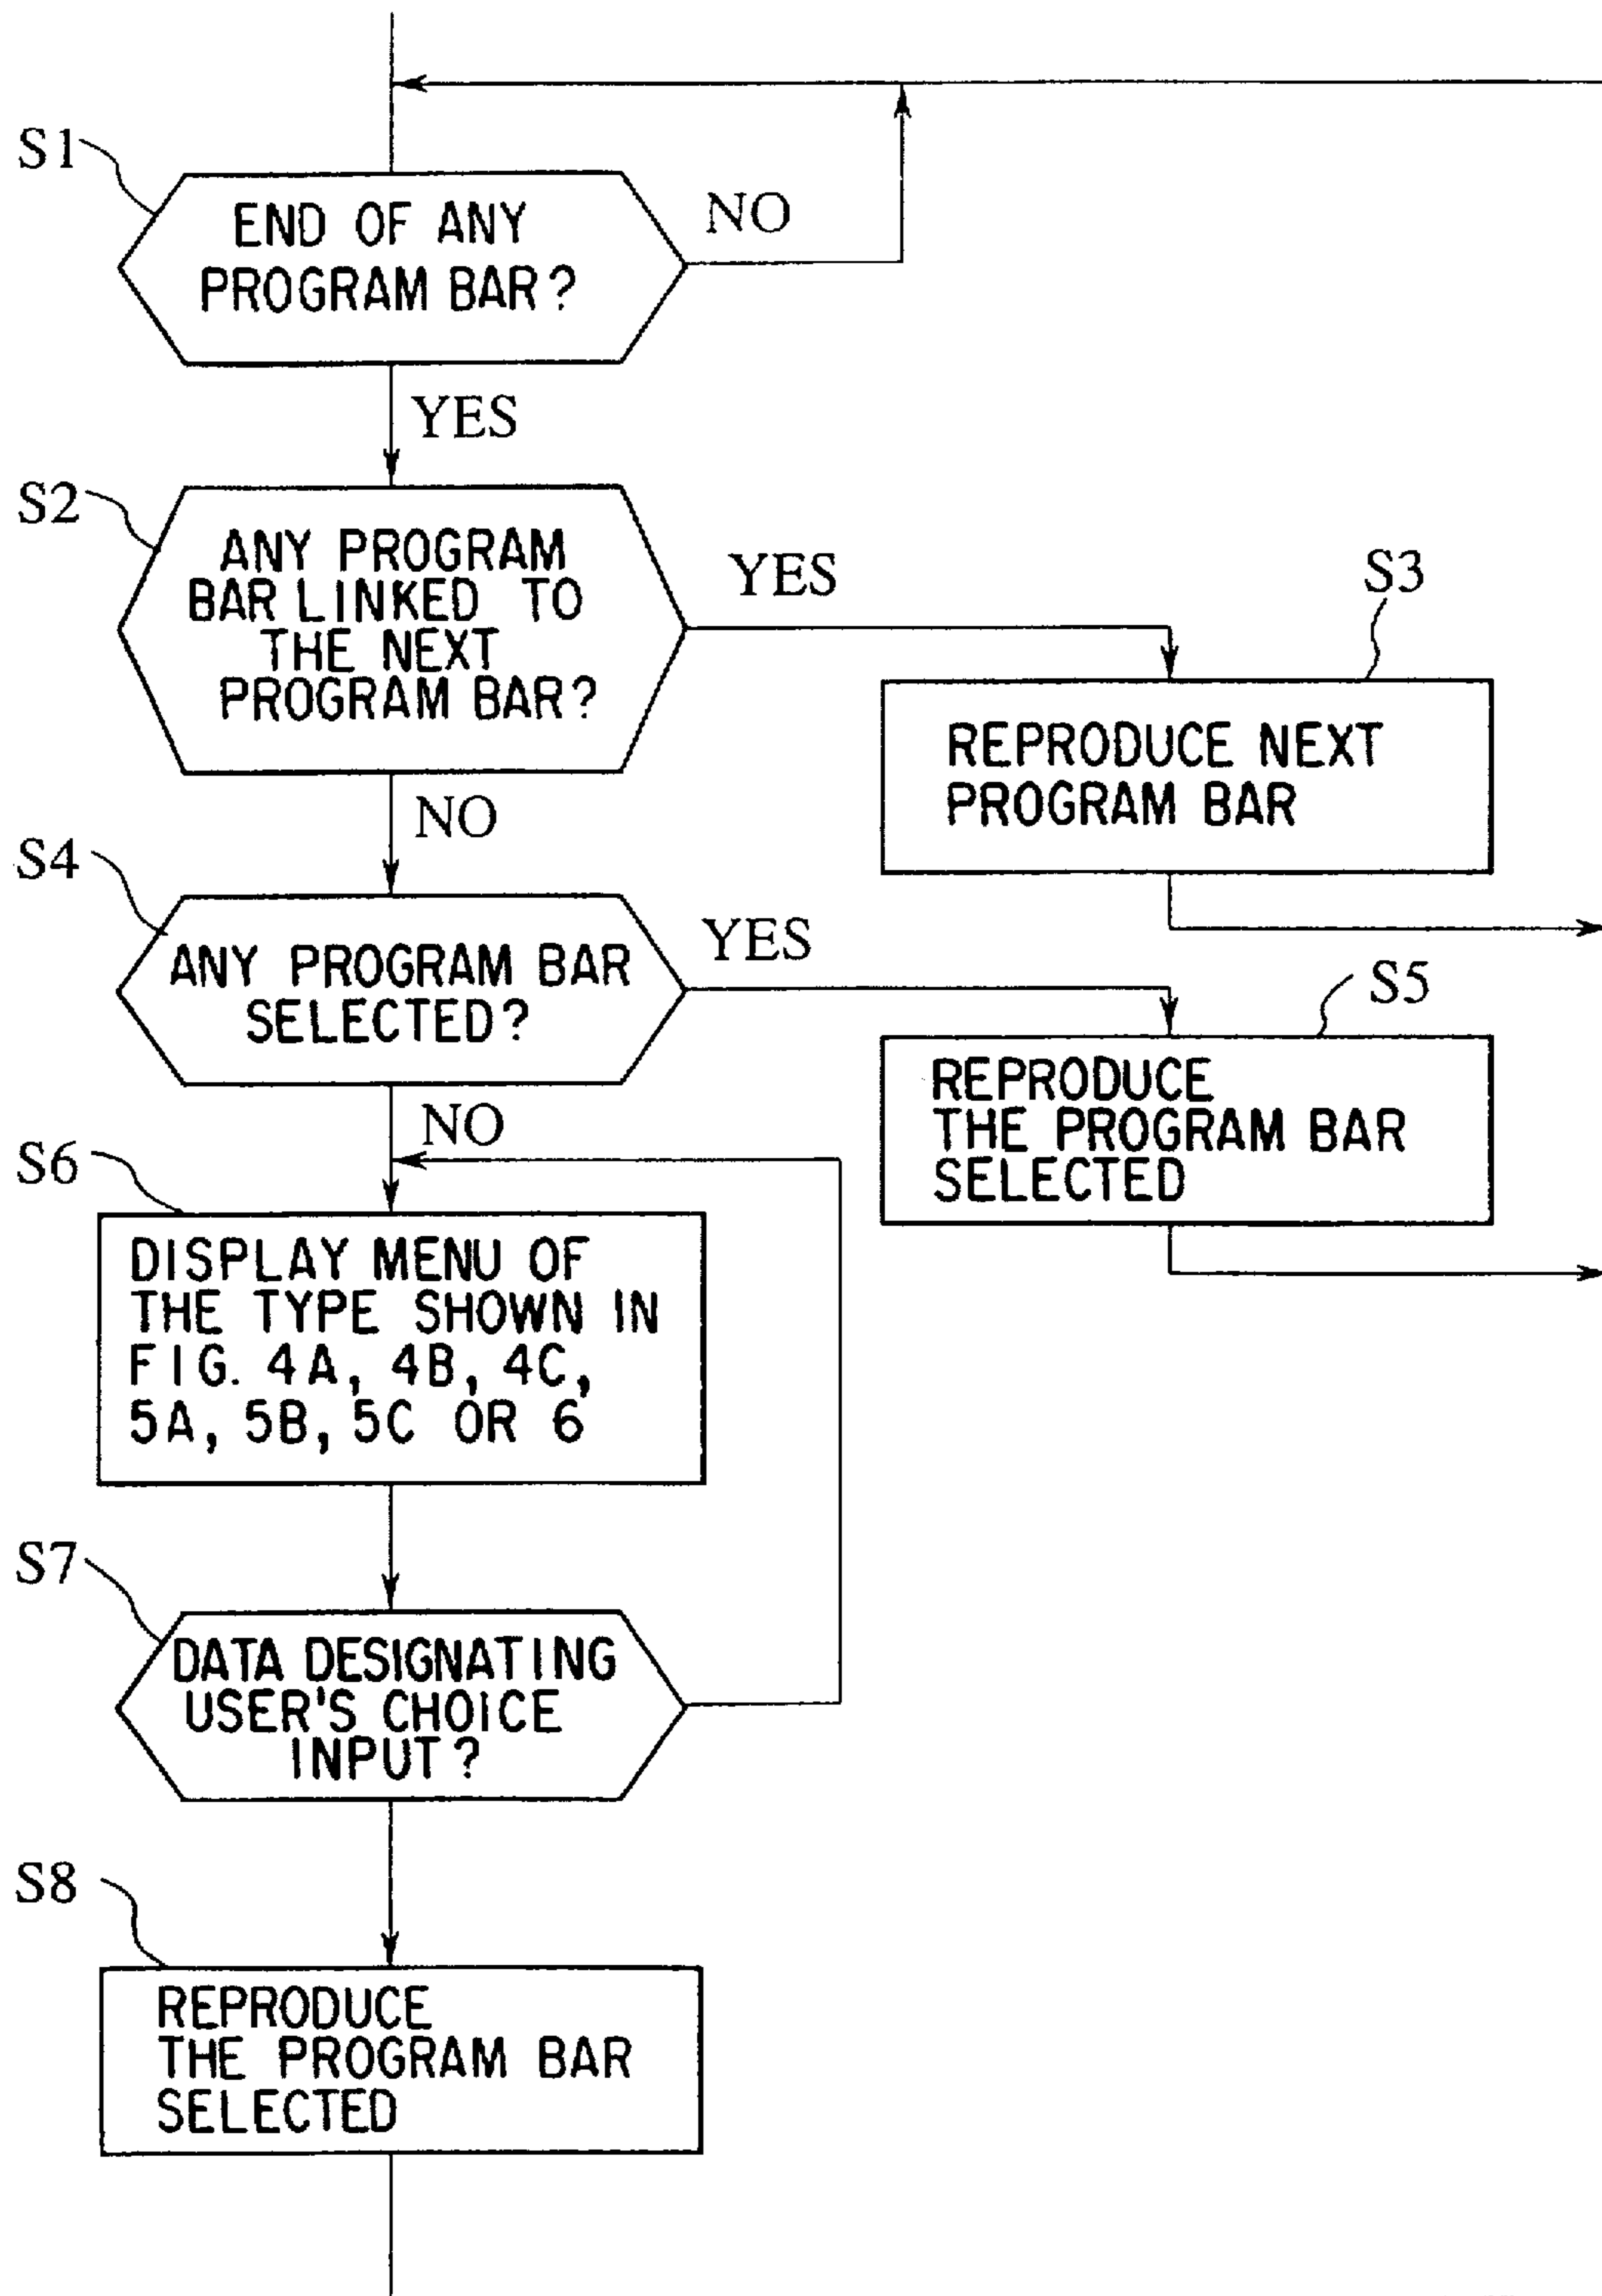 S1
END OF ANY
PROGRAM BAR?
NO
YES
S2
ANY PROGRAM
BAR LINKED TO
THE NEXT
PROGRAM BAR?
YES
S3
REPRODUCE NEXT
PROGRAM BAR
NO
S4
ANY PROGRAM BAR
SELECTED?
YES
S5
REPRODUCE
THE PROGRAM BAR
SELECTED
NO
S6
DISPLAY MENU OF
THE TYPE SHOWN IN
FIG. 4A, 4B, 4C,
5A, 5B, 5C OR 6
S7
DATA DESIGNATING
USER'S CHOICE
INPUT?
S8
REPRODUCE
THE PROGRAM BAR
SELECTED